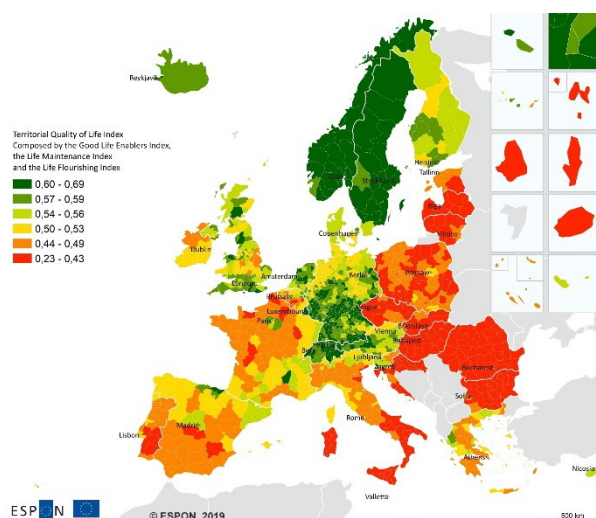 Reykjavik
Territorial Quality of Life Index
Composed by the Good Life Enablers Index,
the Life Maintenance Index
and the Life Flourishing Index
0,60 - 0,69
0,57 - 0,59
0,54 - 0,56
0,50 - 0,53
0,44 - 0,49
0,23 - 0,43
Oslo
Stockholm
Helsinki
Tallinn
Riga
Vilnius
Copenhagen
Dublin
London
Amsterdam
Berlin
Warsaw
Brussels
Luxembourg
Prague
Paris
Vienna
Bratislava
Budapest
Bern
Ljubljana
Zagreb
Bucharest
Sofia
Rome
Madrid
Lisbon
Athens
Valletta
Nicosia
ESPON
© ESPON, 2019
500 km